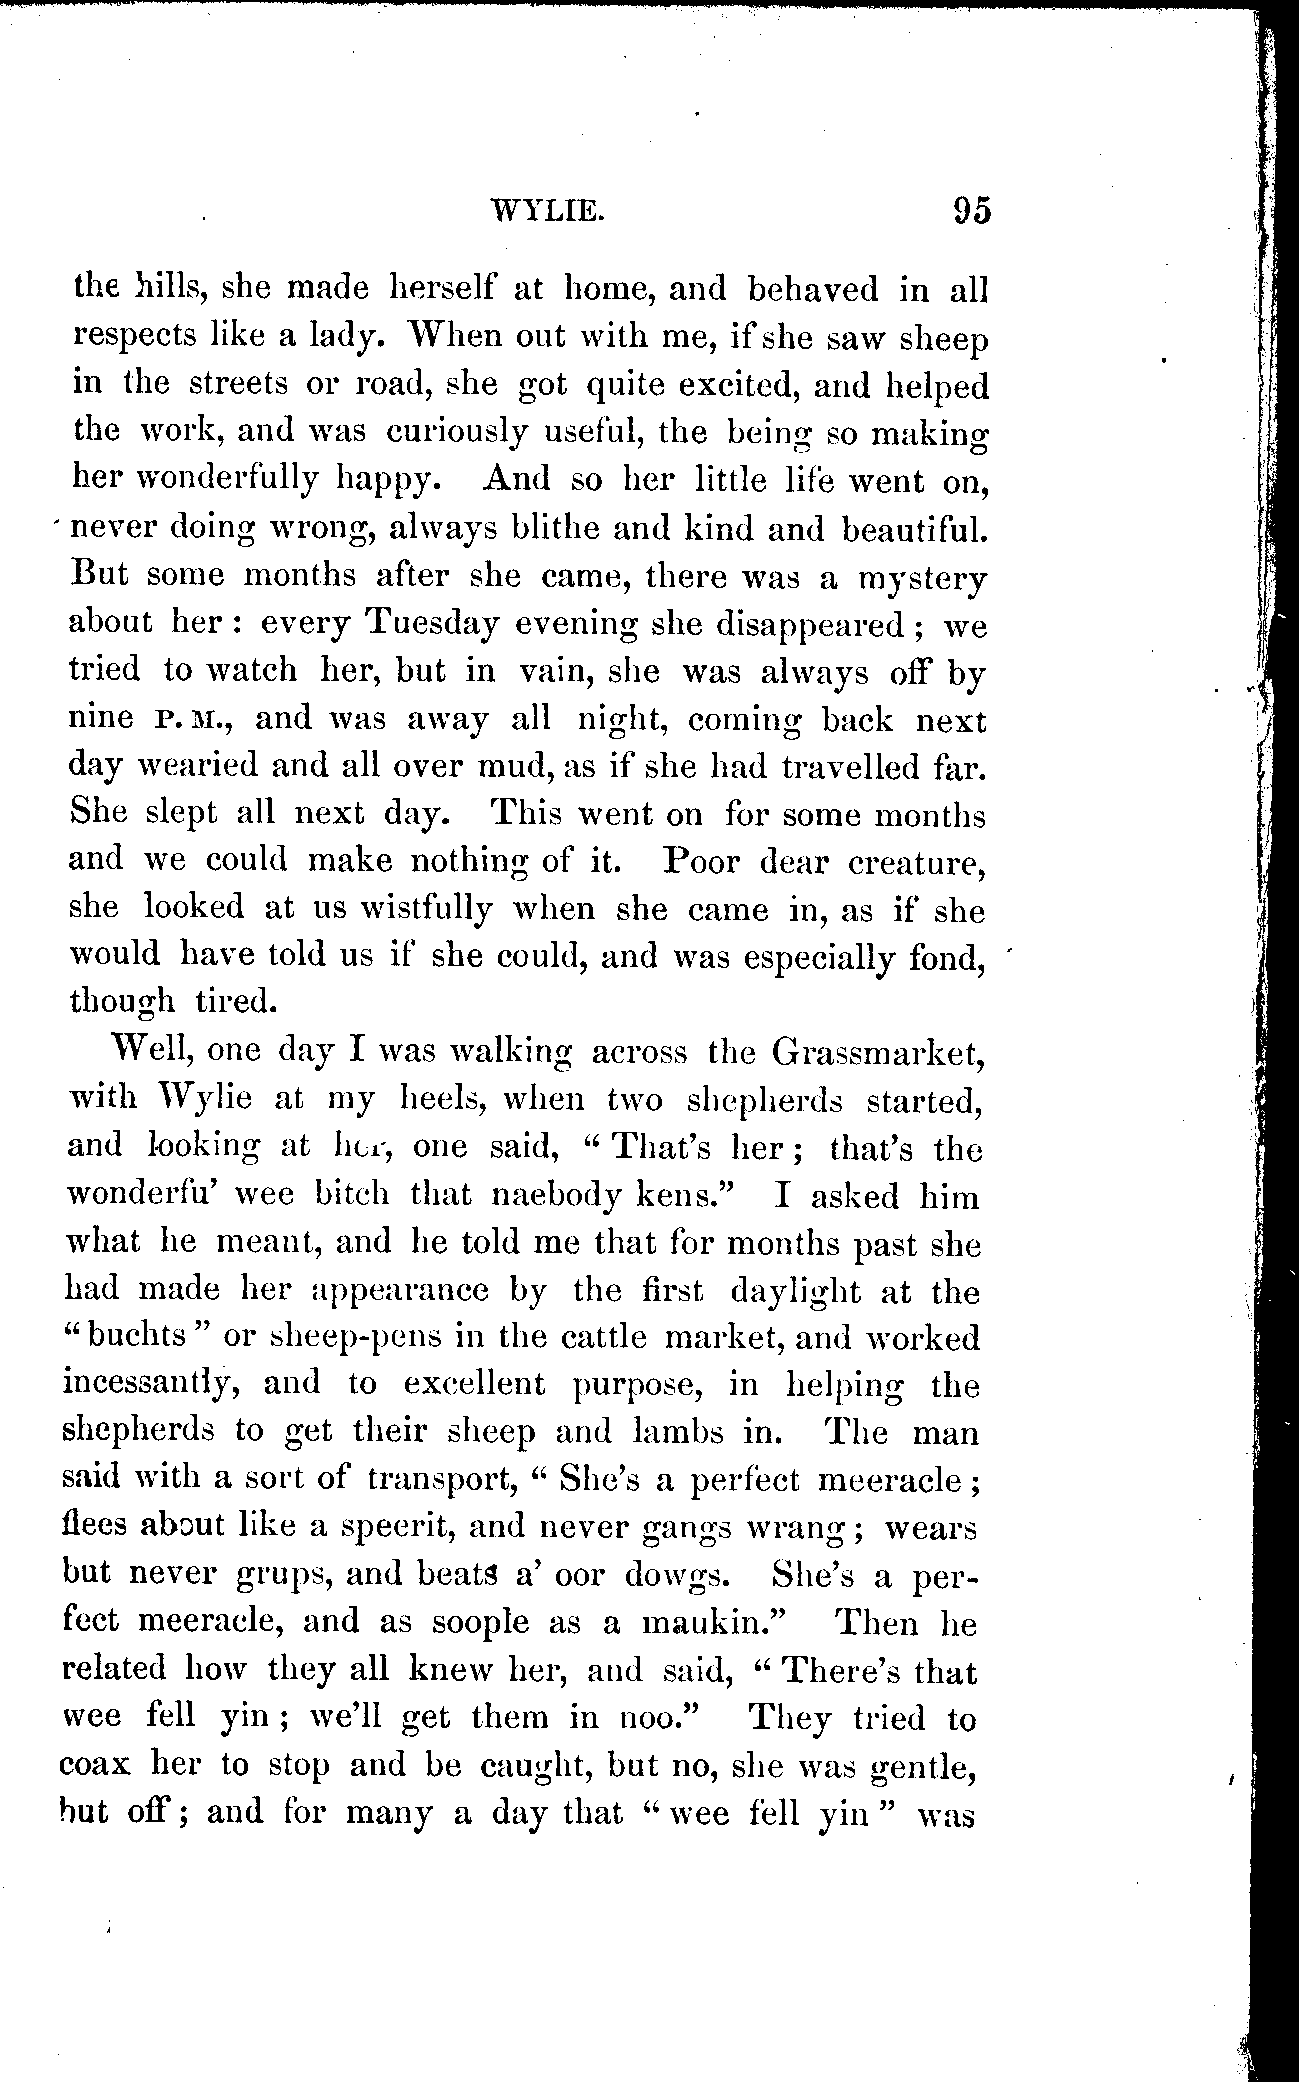 WYLIE. 95
the hills, she made herself at home, and behaved in all
respects like a lady. When out with me, if she saw sheep
in the streets or road, she got quite excited, and helped
the work, and was curiously useful, the being so making
her wonderfully happy. And so her little life went on,
never doing wrong, always blithe and kind and beautiful.
But some months after she came, there was a mystery
about her : every Tuesday evening she disappeared ; we
tried to watch her, but in vain, she was always off by
nine P. M., and was away all night, coming back next
day wearied and all over mud, as if she had travelled far.
She slept all next day. This went on for some months
and we could make nothing of it. Poor dear creature,
she looked at us wistfully when she came in, as if she
would have told us if she could, and was especially fond,
though tired.
Well, one day I was walking across the Grassmarket,
with Wylie at my heels, when two shepherds started,
and looking at her, one said, " That's her ; that's the
wonderfu' wee bitch that naebody kens." I asked him
what he meant, and he told me that for months past she
had made her appearance by the first daylight at the
" buchts " or sheep-pens in the cattle market, and worked
incessantly, and to excellent purpose, in helping the
shepherds to get their sheep and lambs in. The man
said with a sort of transport, " She's a perfect meeracle ;
flees about like a speerit, and never gangs wrang ; wears
but never grups, and beats a' oor dowgs. She's a per-
fect meeracle, and as soople as a maukin." Then he
related how they all knew her, and said, " There's that
wee fell yin ; we'll get them in noo." They tried to
coax her to stop and be caught, but no, she was gentle,
but off ; and for many a day that " wee fell yin " was